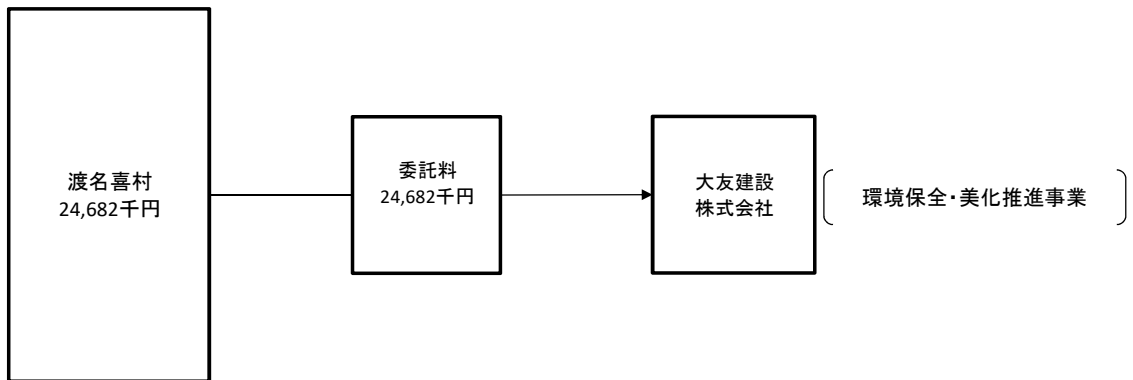 渡名喜村
24,682千円
委託料
24,682千円
大友建設
株式会社
環境保全・美化推進事業